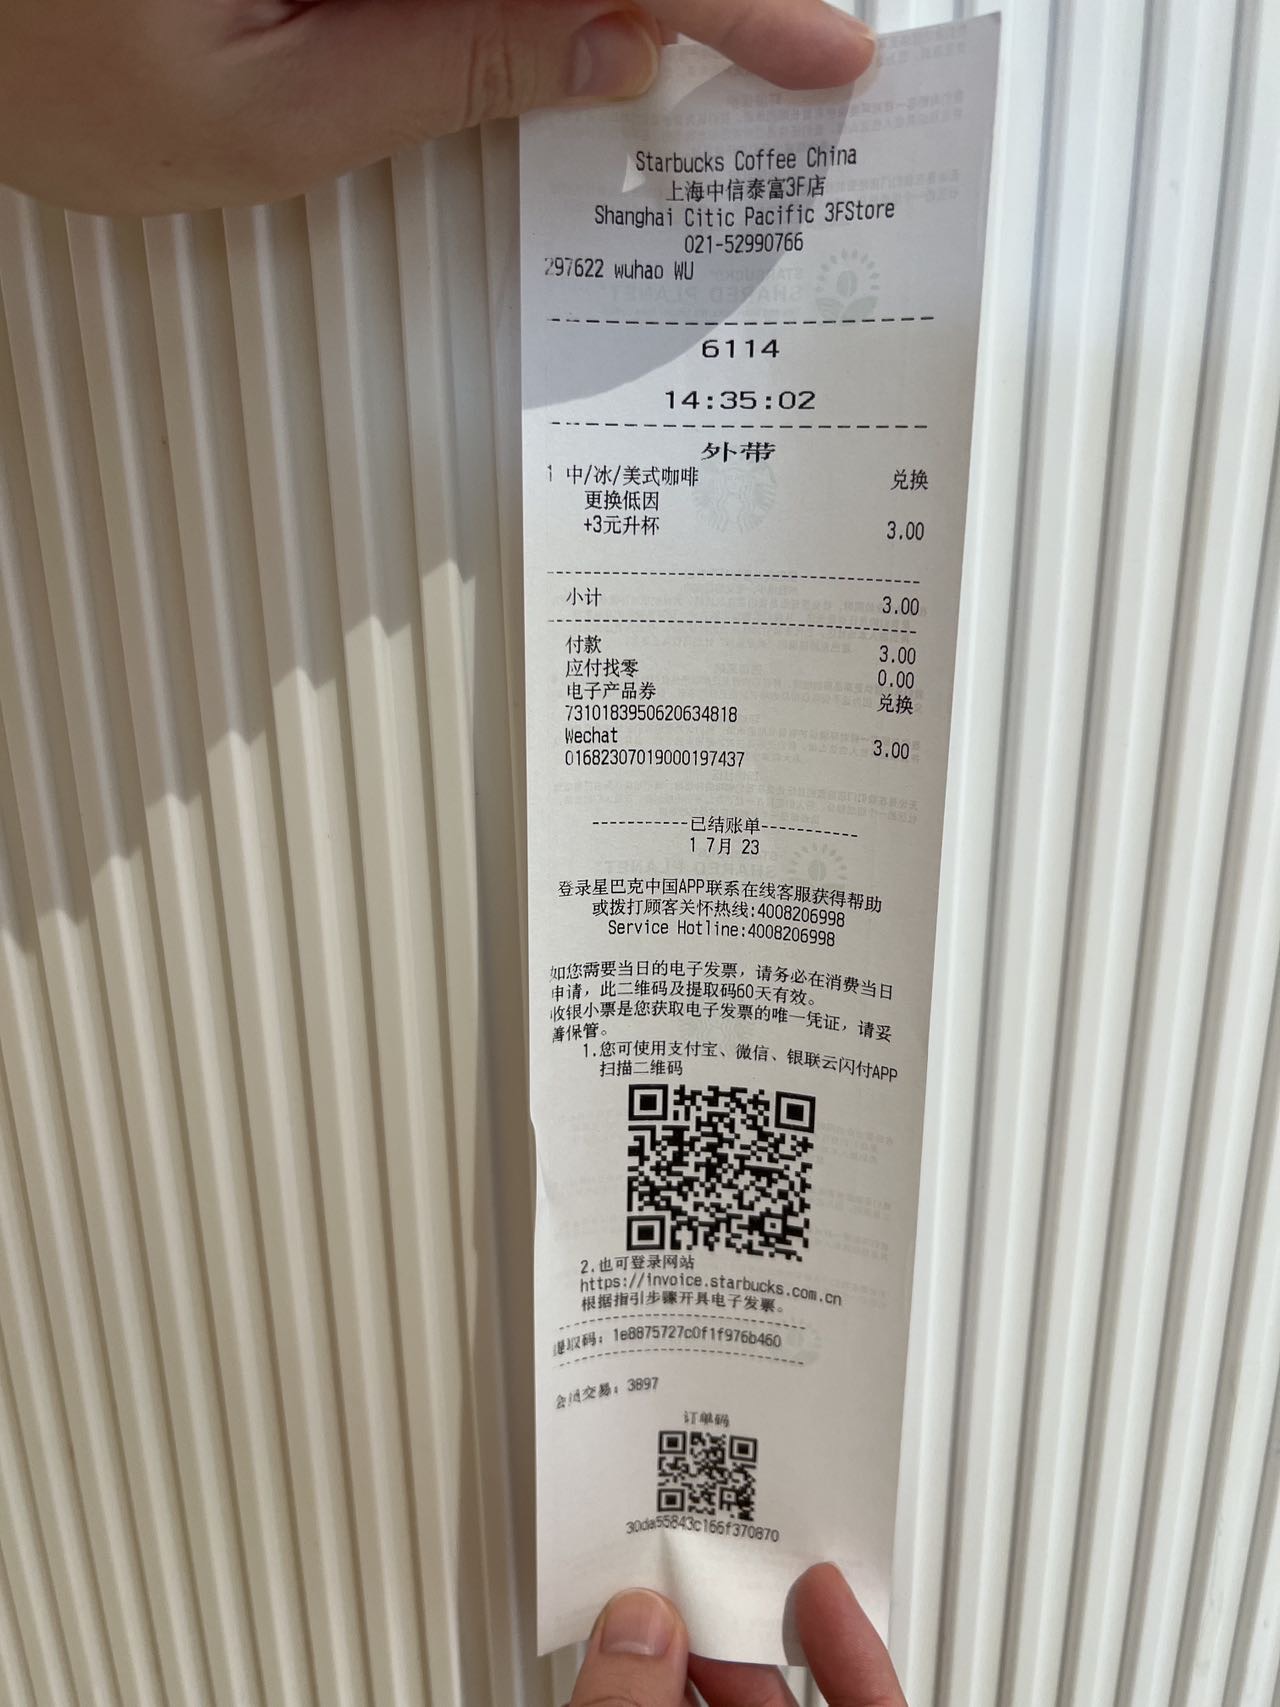 Starbucks Coffee China
上海中信泰富3F店
Shanghai Citic Pacific 3FStore
021-52990766
297622 wuhao WU
6114
14:35:02
外带
1 中/冰/美式咖啡 兑换
更换低因
+3元升杯 3.00
小计 3.00
付款 3.00
应付找零 0.00
电子产品券 兑换
7310183950620634818
Wechat 3.00
01682307019000197437
-----------已结账单-----------
1 7月 23
登录星巴克中国APP联系在线客服获得帮助
或拨打顾客关怀热线:4008206998
Service Hotline:4008206998
如您需要当日的电子发票，请务必在消费当日
申请，此二维码及提取码60天有效。
收银小票是您获取电子发票的唯一凭证，请妥
善保管。
1.您可使用支付宝、微信、银联云闪付APP
扫描二维码
2.也可登录网站
https://invoice.starbucks.com.cn
根据指引步骤开具电子发票。
提取码: 1e8875727c0f1f976b460
会员交易: 3897
订单码
30da55843c166f370870